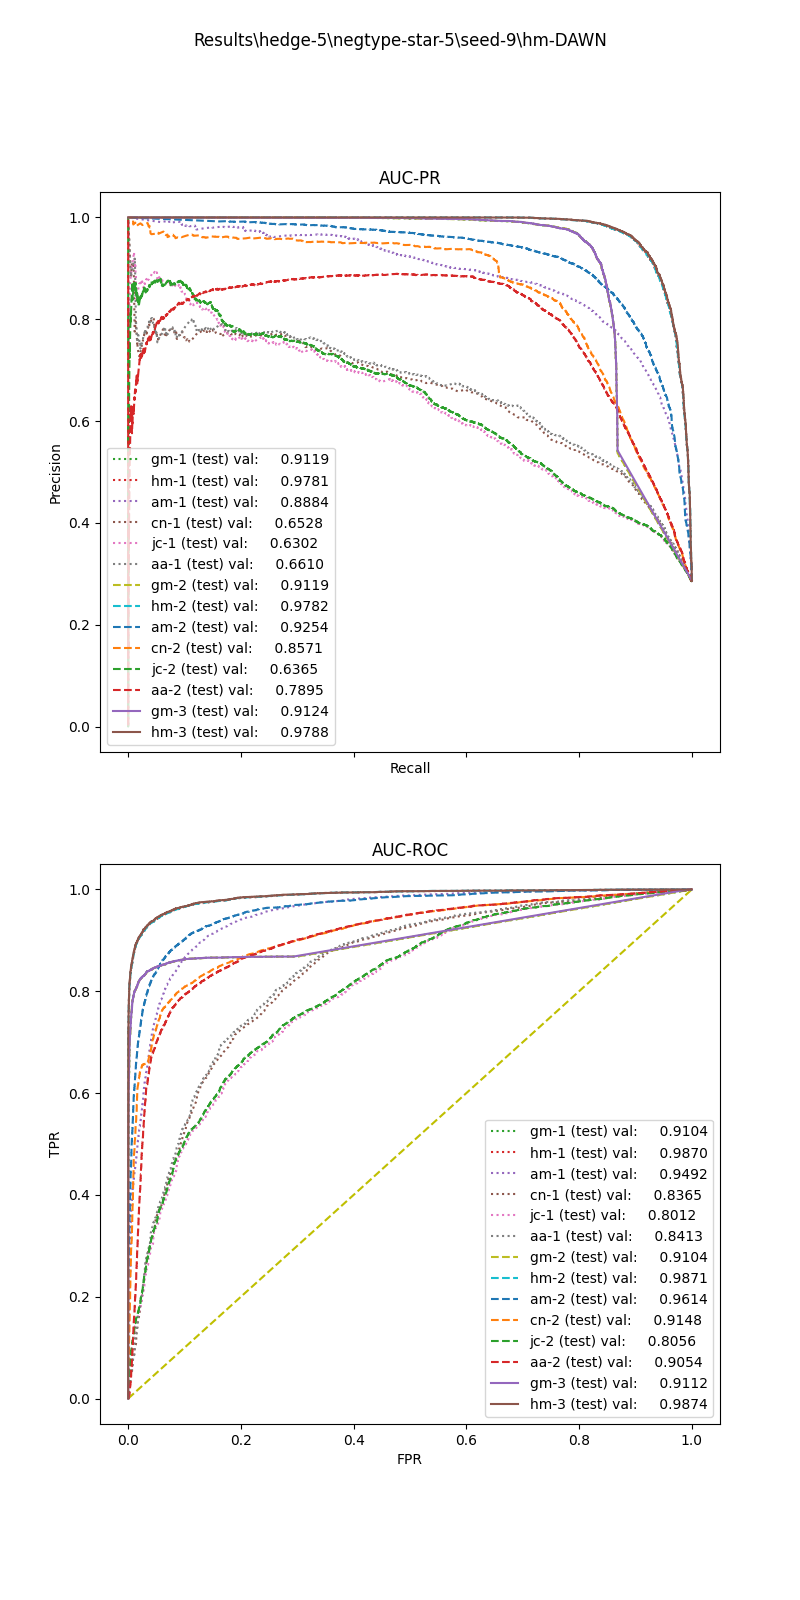 Results\hedge-5\negtype-star-5\seed-9\hm-DAWN
AUC-PR
1.0
0.8
0.6
0.4
0.2
0.0
Precision
gm-1 (test) val: 0.9119
hm-1 (test) val: 0.9781
am-1 (test) val: 0.8884
cn-1 (test) val: 0.6528
jc-1 (test) val: 0.6302
aa-1 (test) val: 0.6610
gm-2 (test) val: 0.9119
hm-2 (test) val: 0.9782
am-2 (test) val: 0.9254
cn-2 (test) val: 0.8571
jc-2 (test) val: 0.6365
aa-2 (test) val: 0.7895
gm-3 (test) val: 0.9124
hm-3 (test) val: 0.9788
Recall
AUC-ROC
1.0
0.8
0.6
0.4
0.2
0.0
TPR
gm-1 (test) val: 0.9104
hm-1 (test) val: 0.9870
am-1 (test) val: 0.9492
cn-1 (test) val: 0.8365
jc-1 (test) val: 0.8012
aa-1 (test) val: 0.8413
gm-2 (test) val: 0.9104
hm-2 (test) val: 0.9871
am-2 (test) val: 0.9614
cn-2 (test) val: 0.9148
jc-2 (test) val: 0.8056
aa-2 (test) val: 0.9054
gm-3 (test) val: 0.9112
hm-3 (test) val: 0.9874
0.0 0.2 0.4 0.6 0.8 1.0
FPR